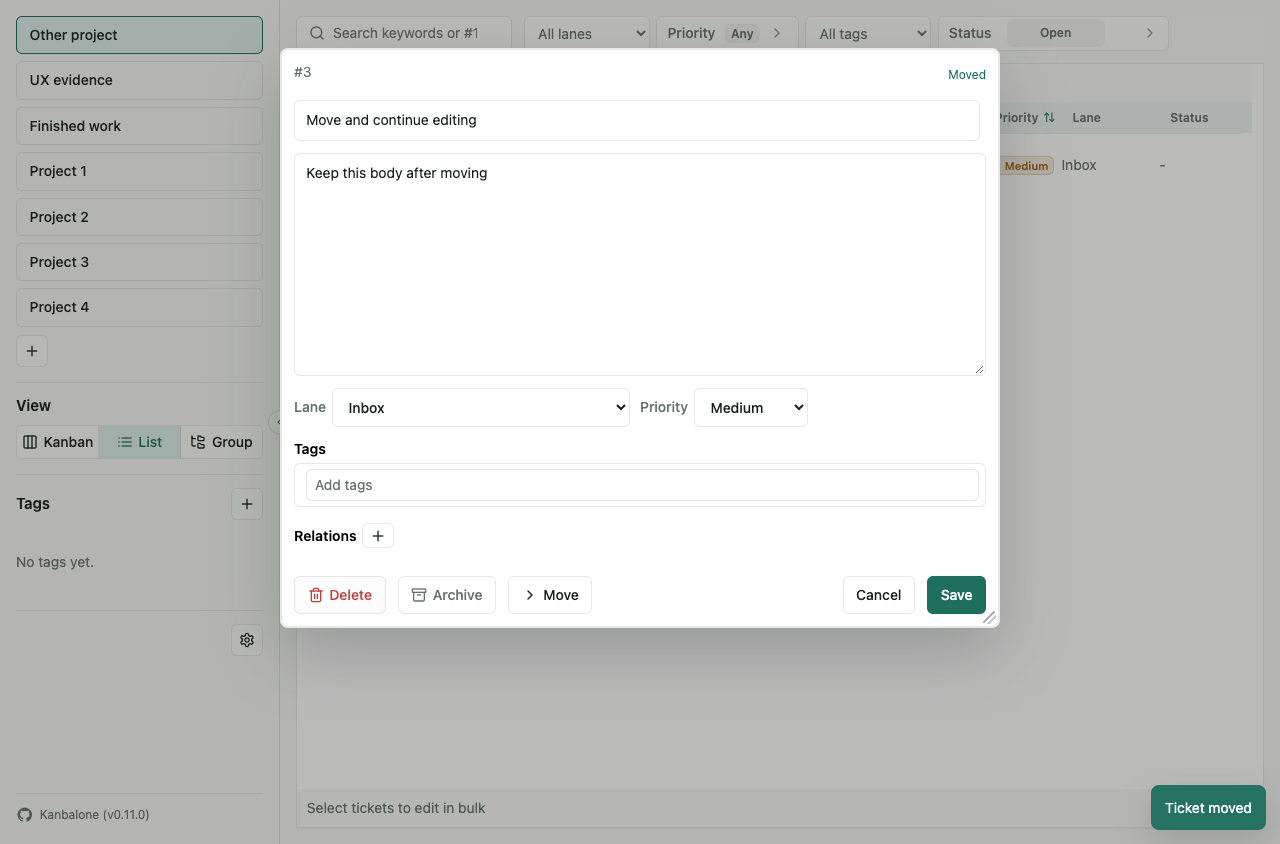 Other project
UX evidence
Finished work
Project 1
Project 2
Project 3
Project 4
View
Kanban List Group
Tags
No tags yet.
Kanbalone (v0.11.0)
Search keywords or #1
All lanes
Priority Any
All tags
Status Open
Priority Lane Status
Medium Inbox -
#3 Moved
Move and continue editing
Keep this body after moving
Lane Inbox Priority Medium
Tags
Add tags
Relations
Delete Archive Move Cancel Save
Select tickets to edit in bulk
Ticket moved